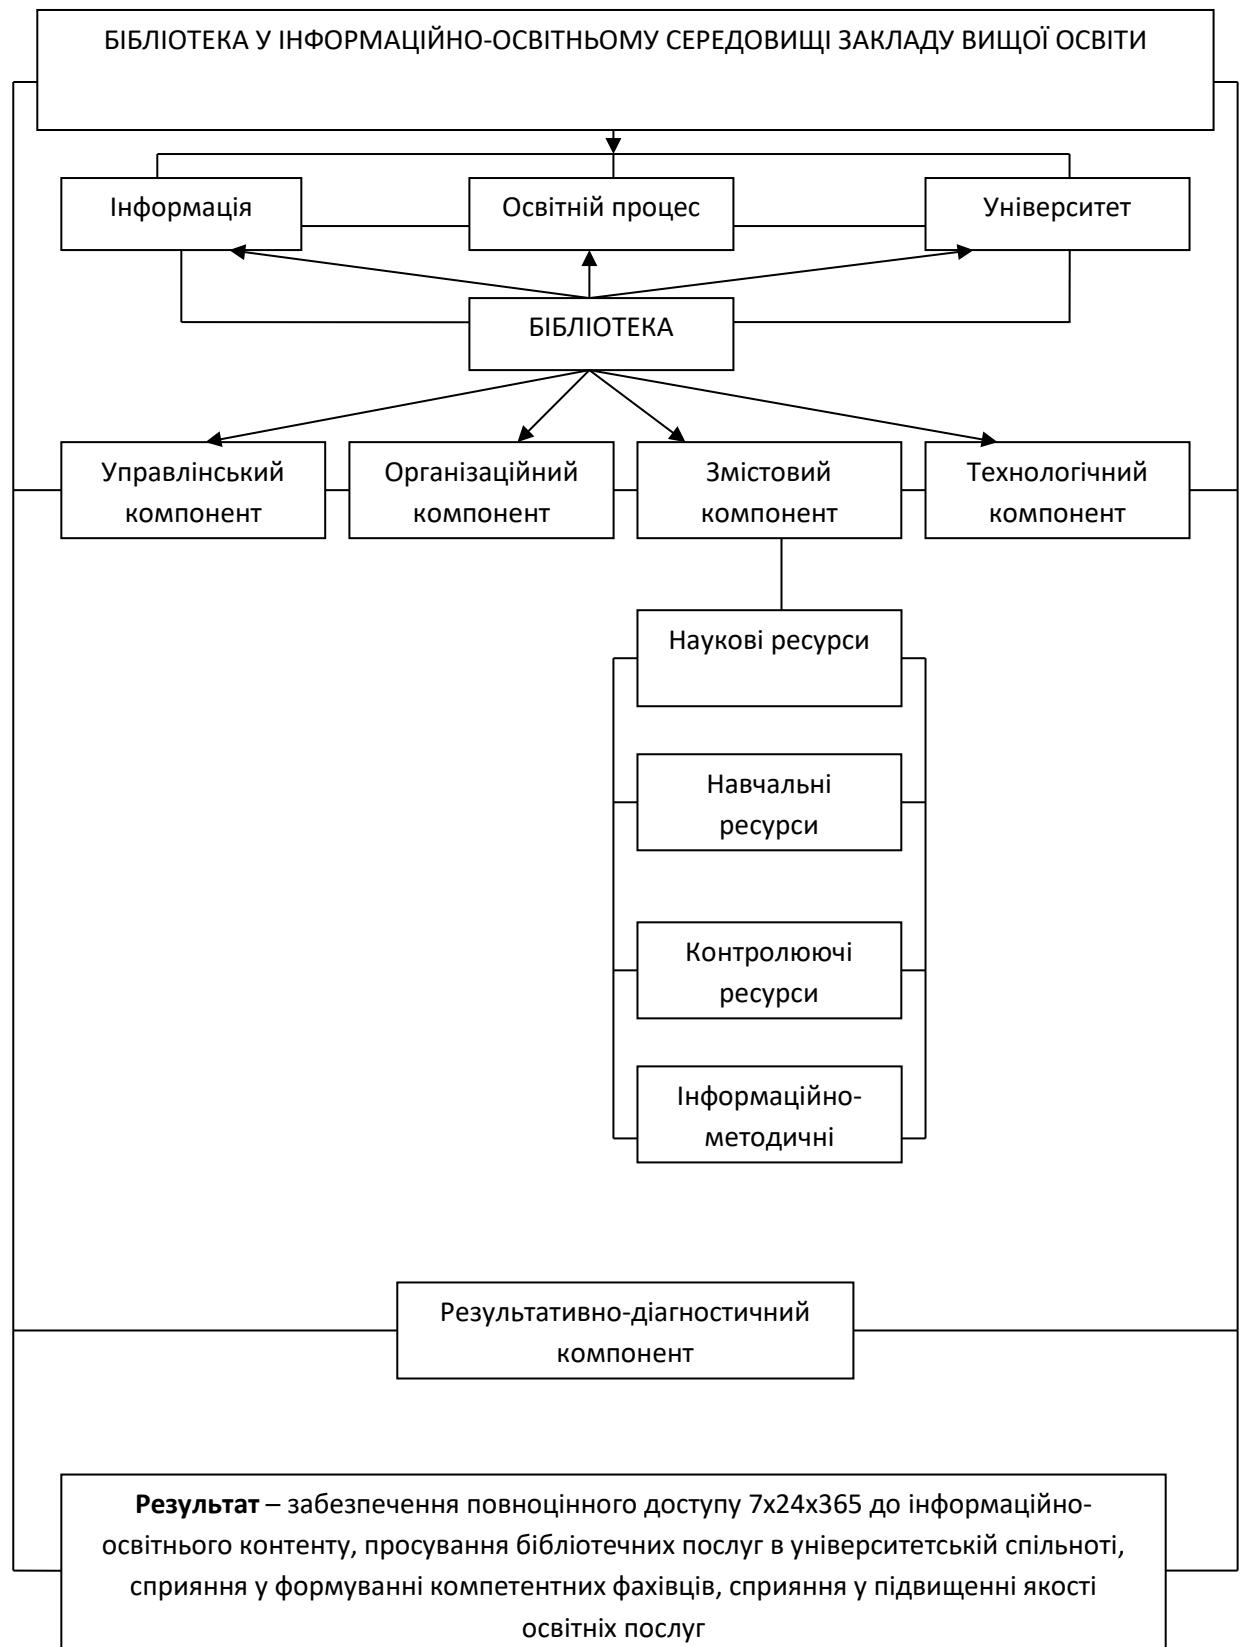 БІБЛІОТЕКА У ІНФОРМАЦІЙНО-ОСВІТНЬОМУ СЕРЕДОВИЩІ ЗАКЛАДУ ВИЩОЇ ОСВІТИ
Інформація
Освітній процес
Університет
БІБЛІОТЕКА
Управлінський
компонент
Організаційний
компонент
Змістовий
компонент
Технологічний
компонент
Наукові ресурси
Навчальні
ресурси
Контролюючі
ресурси
Інформаційно-
методичні
Результативно-діагностичний
компонент
Результат – забезпечення повноцінного доступу 7х24х365 до інформаційно-
освітнього контенту, просування бібліотечних послуг в університетській спільноті,
сприяння у формуванні компетентних фахівців, сприяння у підвищенні якості
освітніх послуг